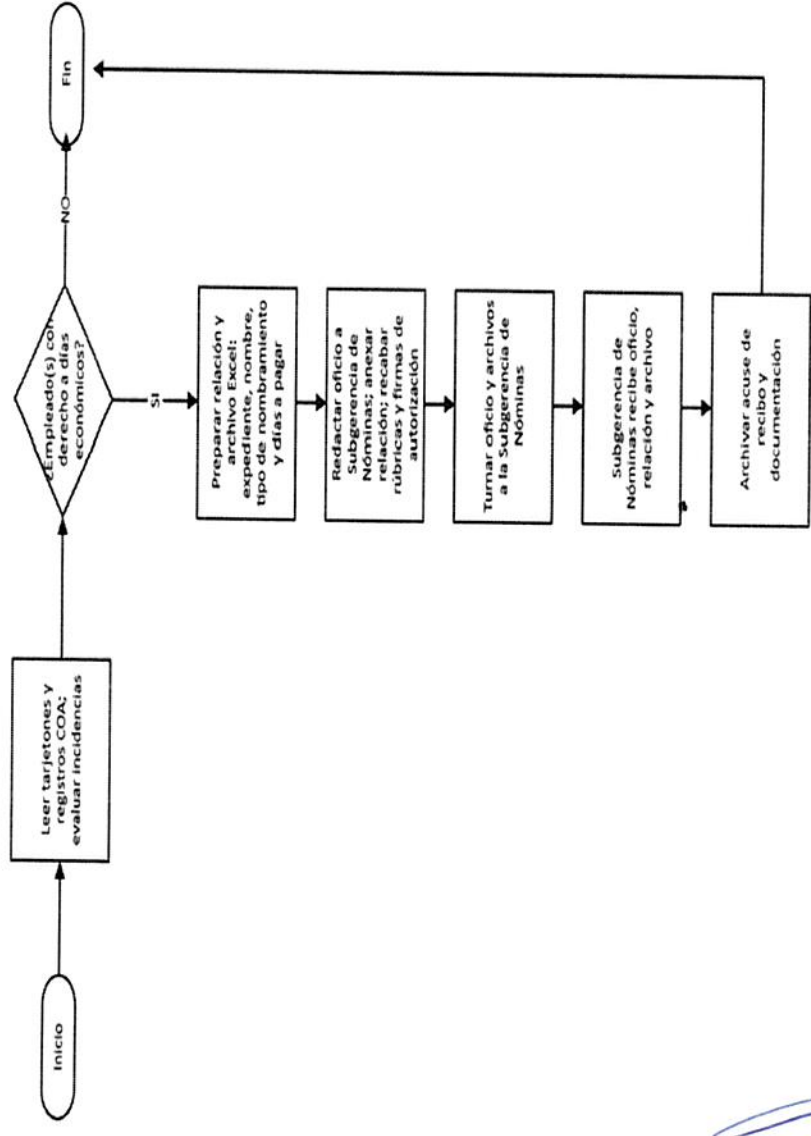 Inicio
Leer tarjetones y
registros COA;
evaluar incidencias
¿Empleado(s) con
derecho a días
económicos?
NO
Fin
SI
Preparar relación y
archivo Excel:
expediente, nombre,
tipo de nombramiento
y días a pagar
Redactar oficio a
Subgerencia de
Nóminas; anexar
relación; recabar
rúbricas y firmas de
autorización
Turnar oficio y archivos
a la Subgerencia de
Nóminas
Subgerencia de
Nóminas recibe oficio,
relación y archivo
Archivar acuse de
recibo y
documentación